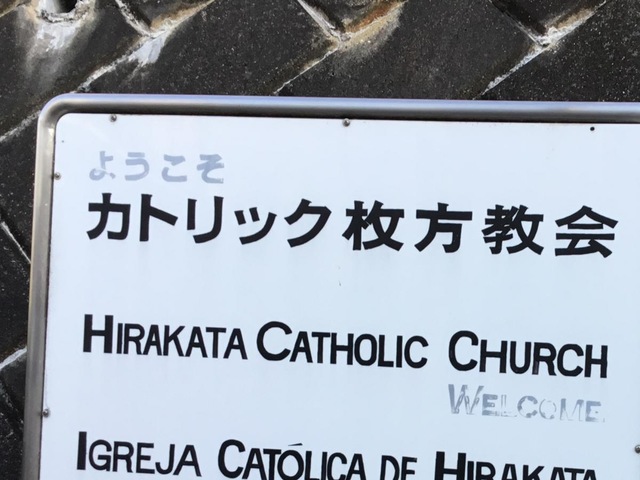 ようこそ
カトリック枚方教会
HIRAKATA CATHOLIC CHURCH
WELCOME
IGREJA CATÓLICA DE HIRAKATA